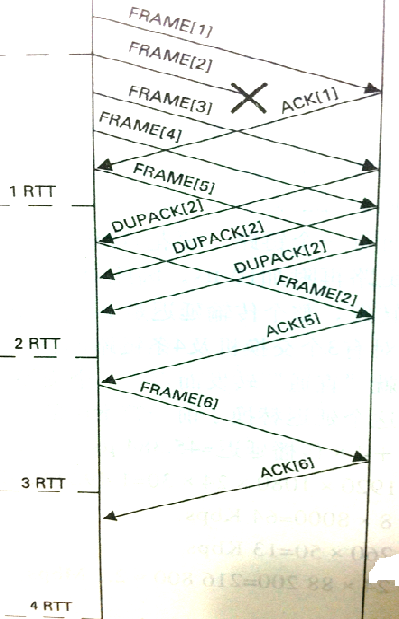 FRAME[1]
FRAME[2]
FRAME[3]
ACK[1]
FRAME[4]
FRAME[5]
1 RTT
DUPACK[2]
DUPACK[2]
DUPACK[2]
FRAME[2]
ACK[5]
2 RTT
FRAME[6]
ACK[6]
3 RTT
4 RTT